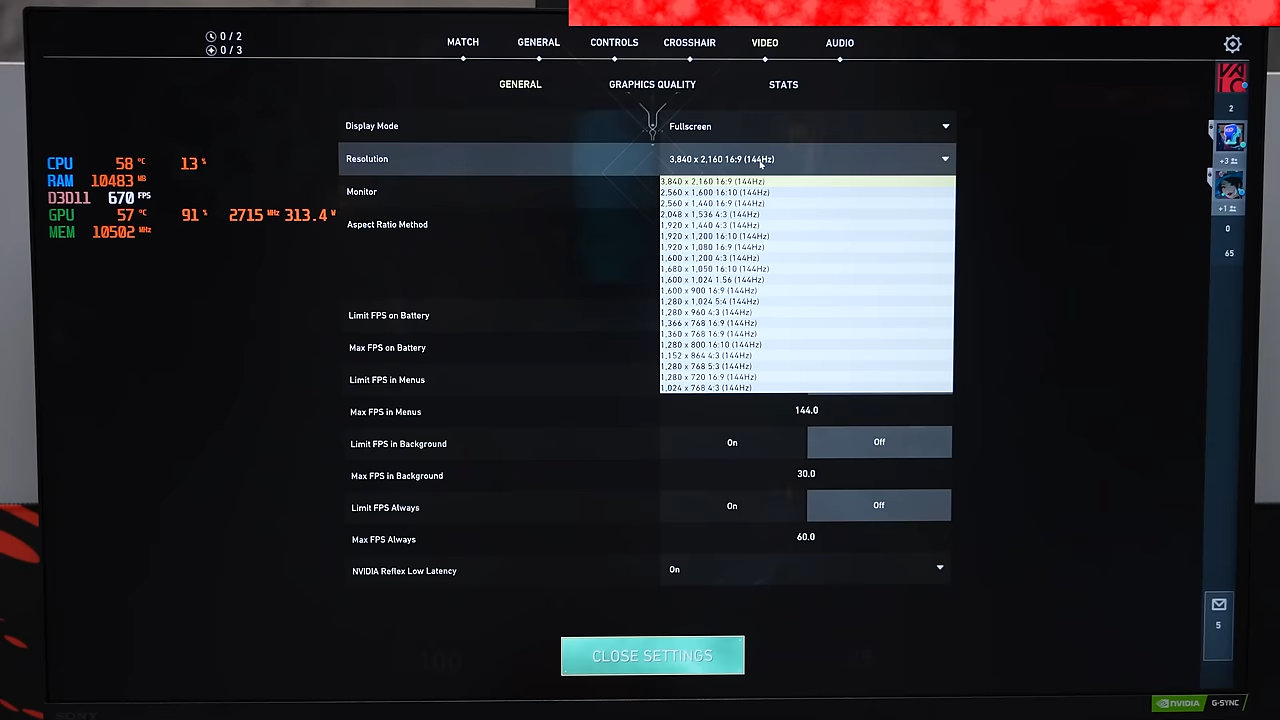 0 / 2
0 / 3
MATCH GENERAL CONTROLS CROSSHAIR VIDEO AUDIO
GENERAL GRAPHICS QUALITY STATS
Display Mode Fullscreen
Resolution 3,840 x 2,160 16:9 (144Hz)
Monitor
Aspect Ratio Method
3,840 x 2,160 16:9 (144Hz)
2,560 x 1,600 16:10 (144Hz)
2,560 x 1,440 16:9 (144Hz)
2,048 x 1,536 4:3 (144Hz)
1,920 x 1,440 4:3 (144Hz)
1,920 x 1,200 16:10 (144Hz)
1,920 x 1,080 16:9 (144Hz)
1,600 x 1,200 4:3 (144Hz)
1,680 x 1,050 16:10 (144Hz)
1,600 x 1,024 1.56 (144Hz)
1,600 x 900 16:9 (144Hz)
1,280 x 1,024 5:4 (144Hz)
1,280 x 960 4:3 (144Hz)
1,366 x 768 16:9 (144Hz)
1,360 x 768 16:9 (144Hz)
1,280 x 800 16:10 (144Hz)
1,152 x 864 4:3 (144Hz)
1,280 x 768 5:3 (144Hz)
1,280 x 720 16:9 (144Hz)
1,024 x 768 4:3 (144Hz)
Limit FPS on Battery
Max FPS on Battery
Limit FPS in Menus
Max FPS in Menus 144.0
Limit FPS in Background On Off
Max FPS in Background 30.0
Limit FPS Always On Off
Max FPS Always 60.0
NVIDIA Reflex Low Latency On
CLOSE SETTINGS
CPU 58 °C 13 %
RAM 10483 MB
D3D11 670 FPS
GPU 57 °C 91 % 2715 MHz 313.4 W
MEM 10502 MHz
2
+3
+1
0
65
5
SONY
NVIDIA G-SYNC